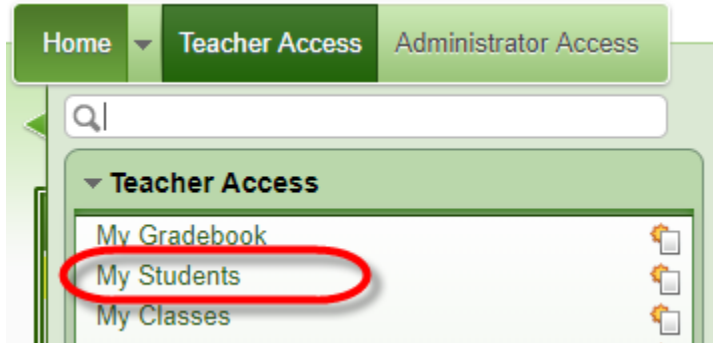 Home Teacher Access Administrator Access
Teacher Access
My Gradebook
My Students
My Classes